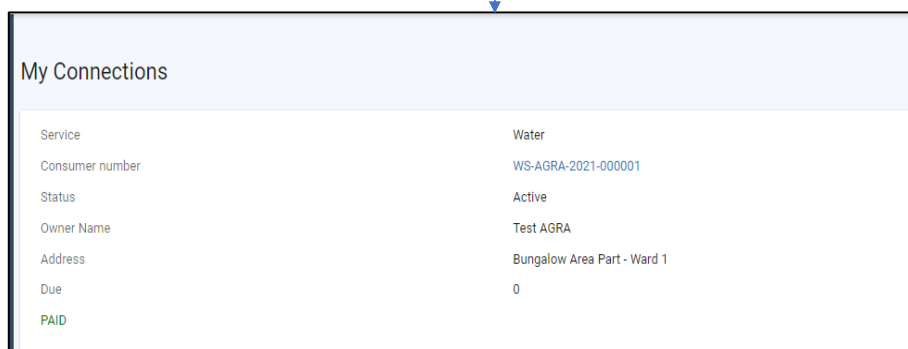 My Connections
Service Water
Consumer number WS-AGRA-2021-000001
Status Active
Owner Name Test AGRA
Address Bungalow Area Part - Ward 1
Due 0
PAID